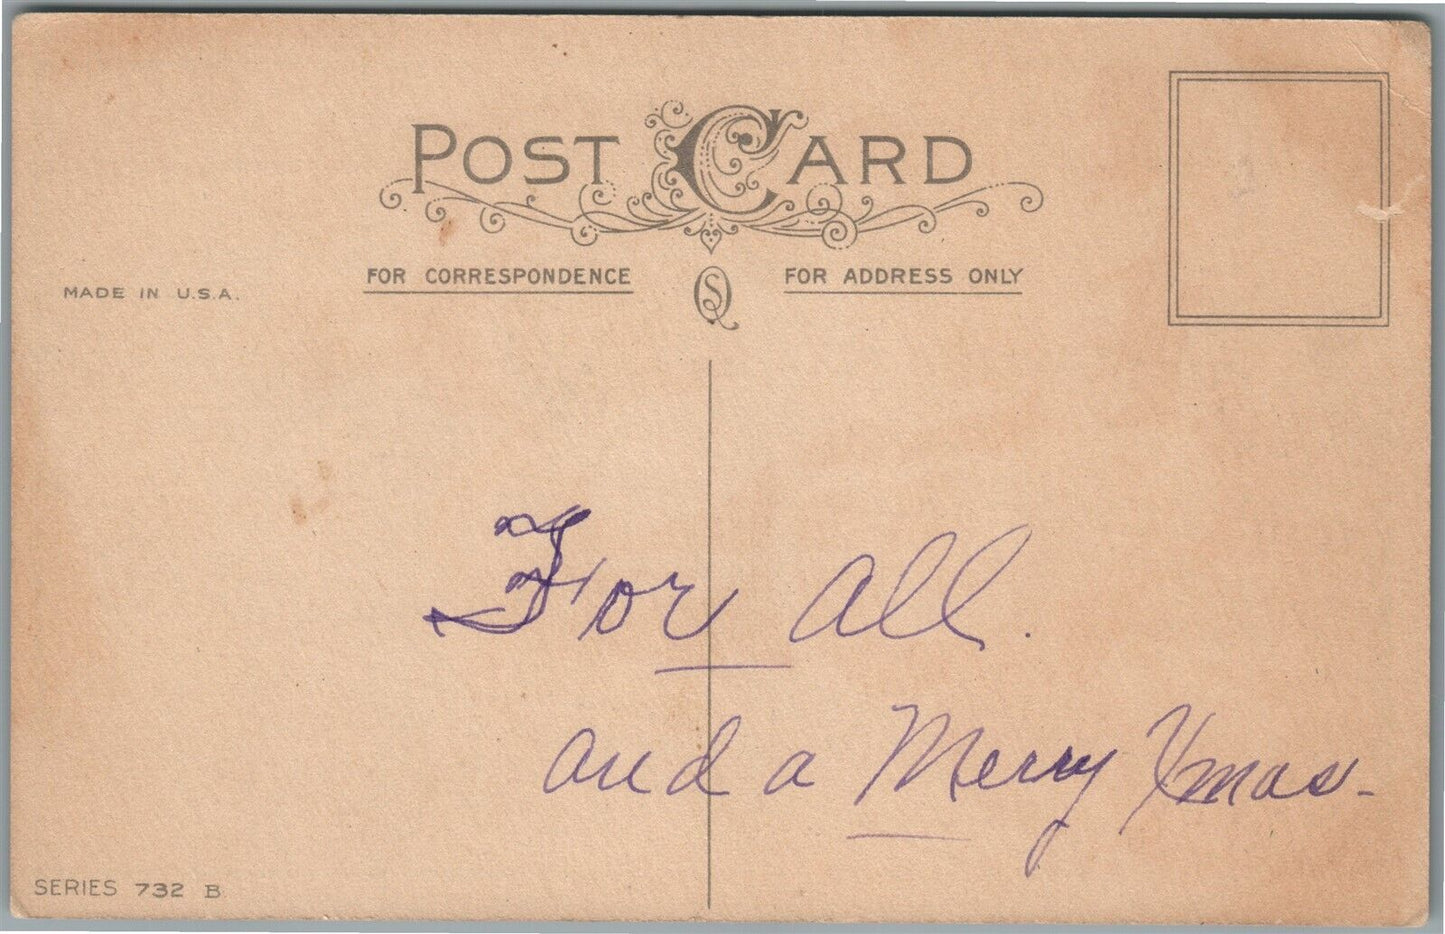 POST CARD
FOR CORRESPONDENCE
FOR ADDRESS ONLY
MADE IN U.S.A.
For all.
and a Merry Xmas-
SERIES 732 B